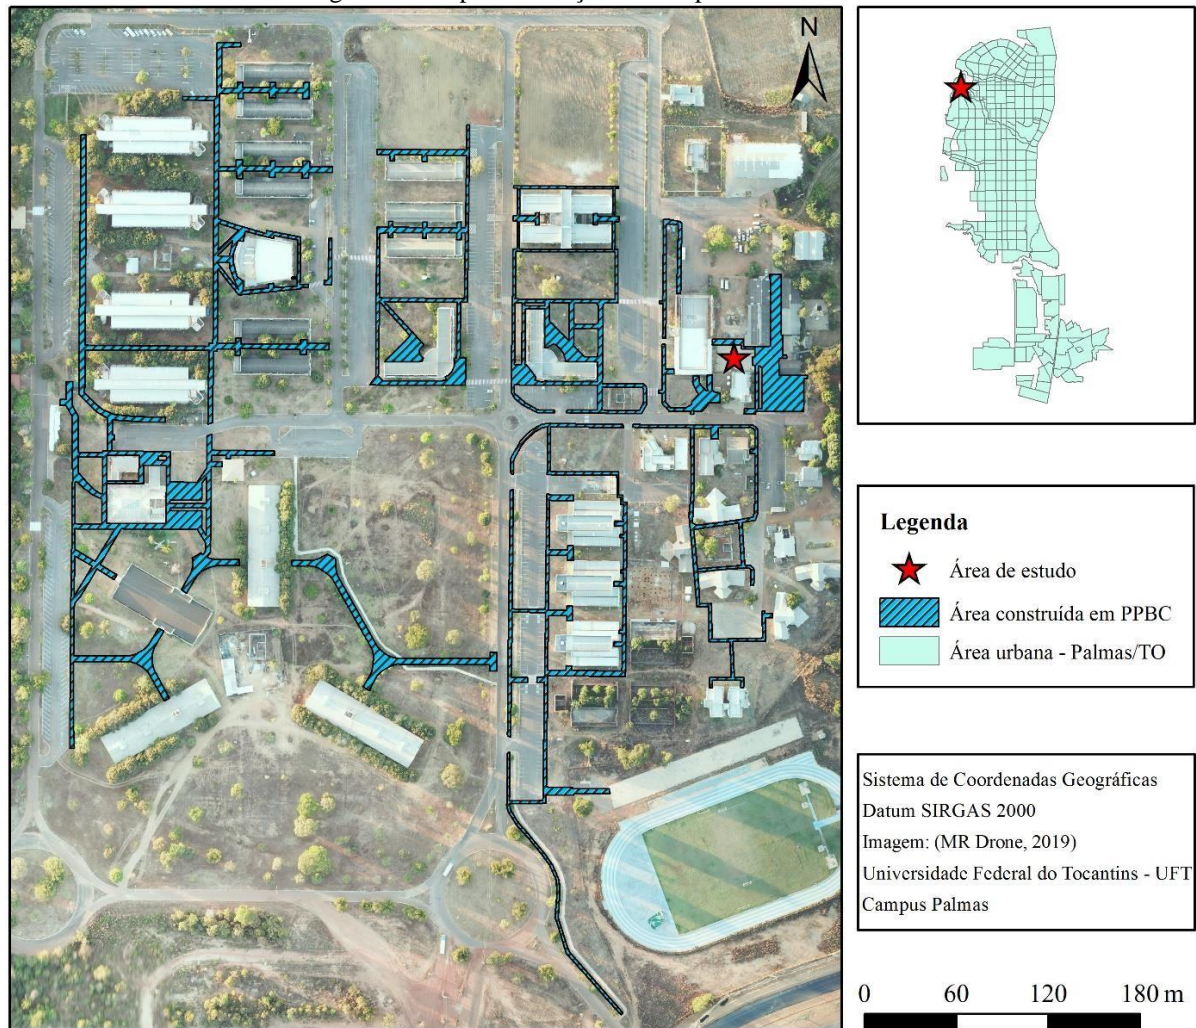 N
Legenda
Área de estudo
Área construída em PPBC
Área urbana - Palmas/TO
Sistema de Coordenadas Geográficas
Datum SIRGAS 2000
Imagem: (MR Drone, 2019)
Universidade Federal do Tocantins - UFT
Campus Palmas
0 60 120 180 m